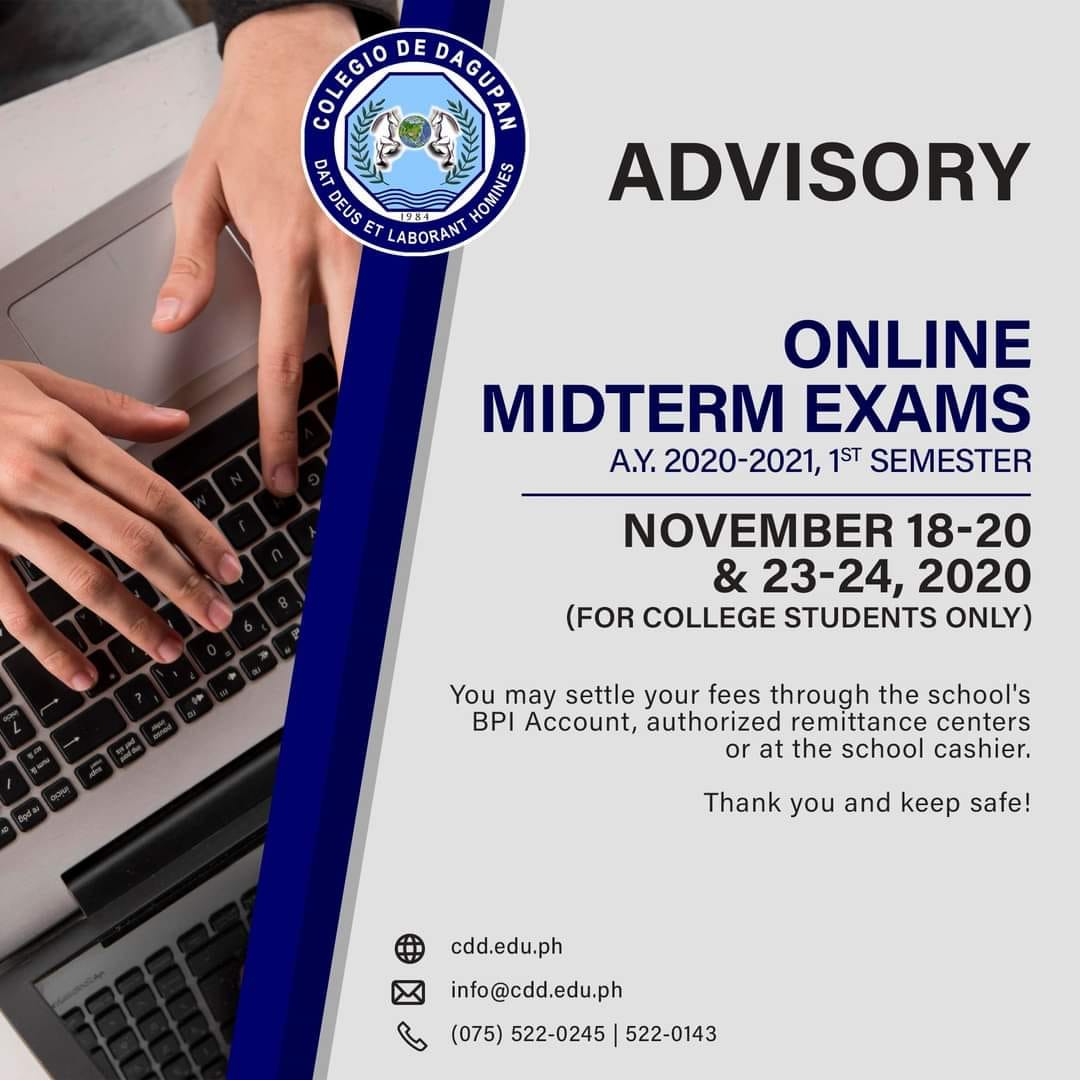 COLEGIO DE DAGUPAN
DAT DEUS ET LABORANT HOMINES
1984
ADVISORY
ONLINE
MIDTERM EXAMS
A.Y. 2020-2021, 1ST SEMESTER
NOVEMBER 18-20
& 23-24, 2020
(FOR COLLEGE STUDENTS ONLY)
You may settle your fees through the school's
BPI Account, authorized remittance centers
or at the school cashier.
Thank you and keep safe!
cdd.edu.ph
info@cdd.edu.ph
(075) 522-0245 | 522-0143